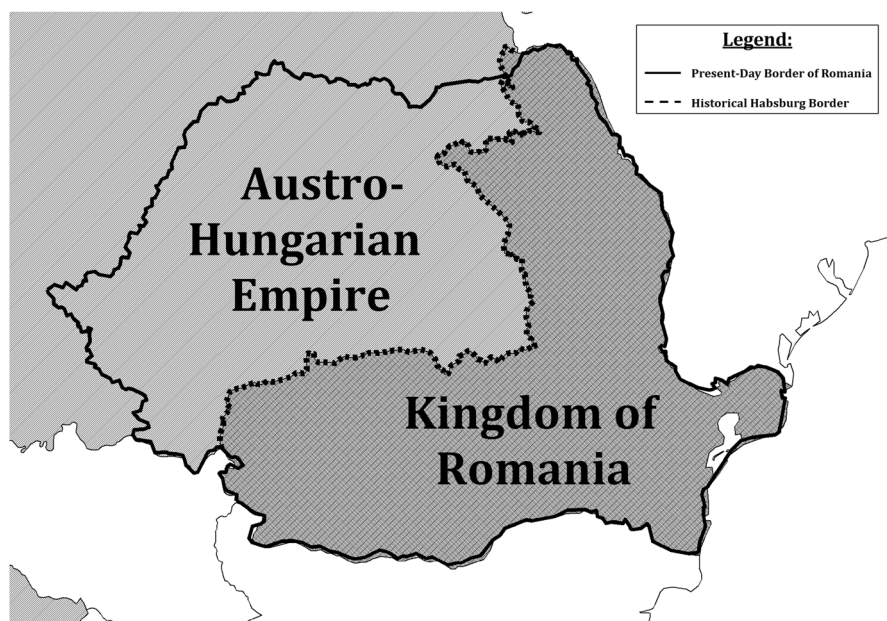 Legend:
Present-Day Border of Romania
Historical Habsburg Border
Austro-
Hungarian
Empire
Kingdom of
Romania